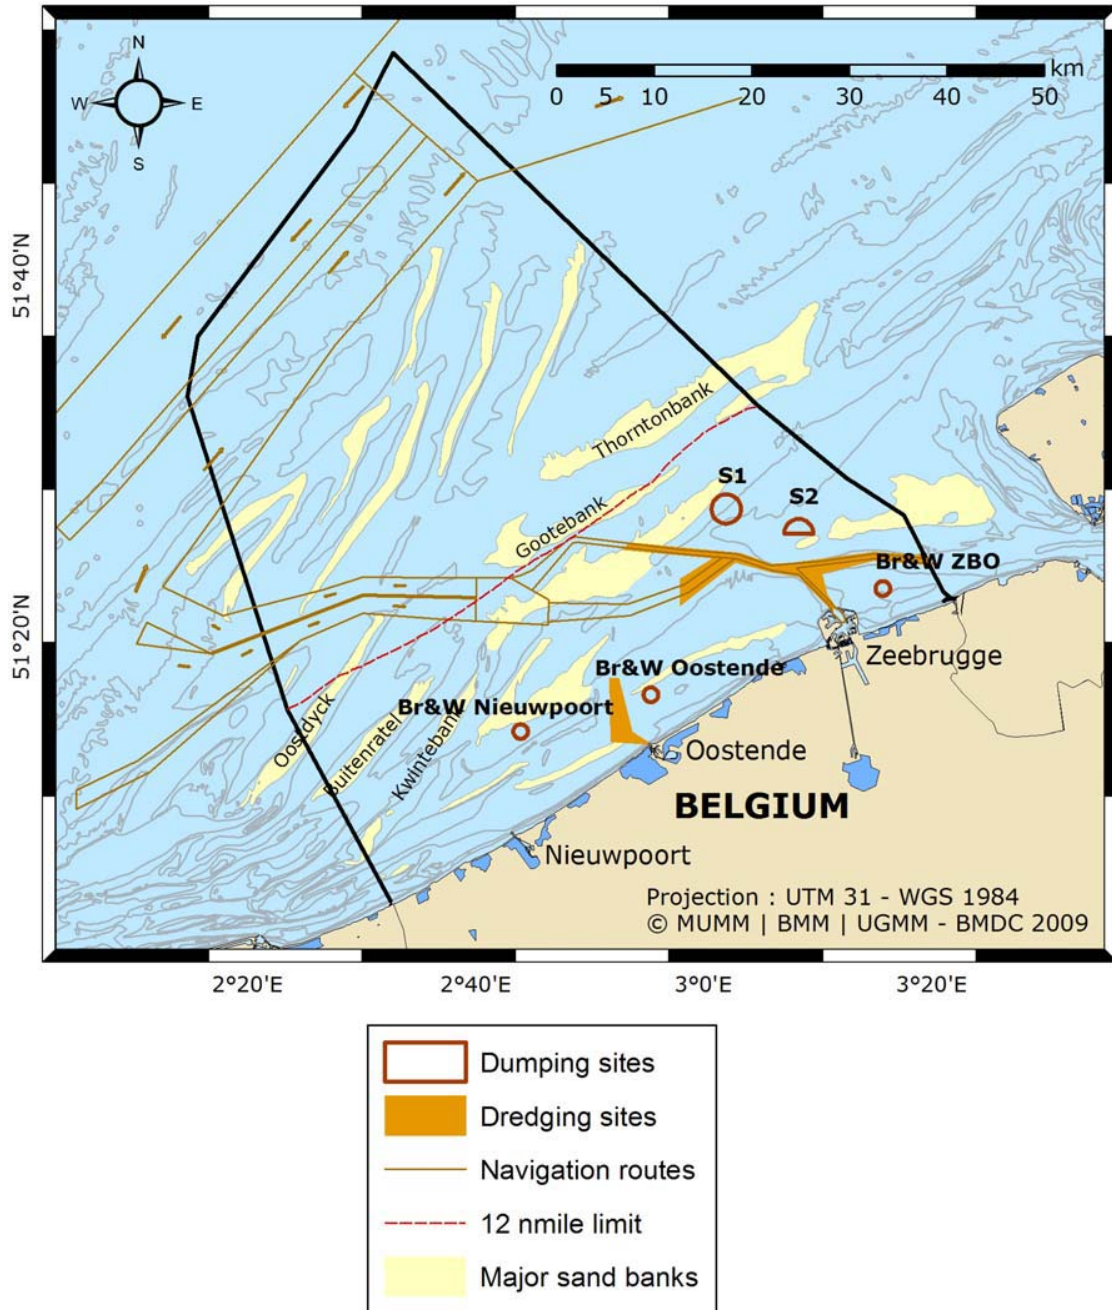 N
W E
S
km
0 5 10 20 30 40 50
51°40'N
51°20'N
Thorntonbank
S1
S2
Gootebank
Br&W ZBO
Zeebrugge
Br&W Oostende
Br&W Nieuwpoort
Oostdyck
Buitenratel
Kwintebank
Oostende
BELGIUM
Nieuwpoort
Projection : UTM 31 - WGS 1984
© MUMM | BMM | UGMM - BMDC 2009
2°20'E 2°40'E 3°0'E 3°20'E
Dumping sites
Dredging sites
Navigation routes
12 nmile limit
Major sand banks